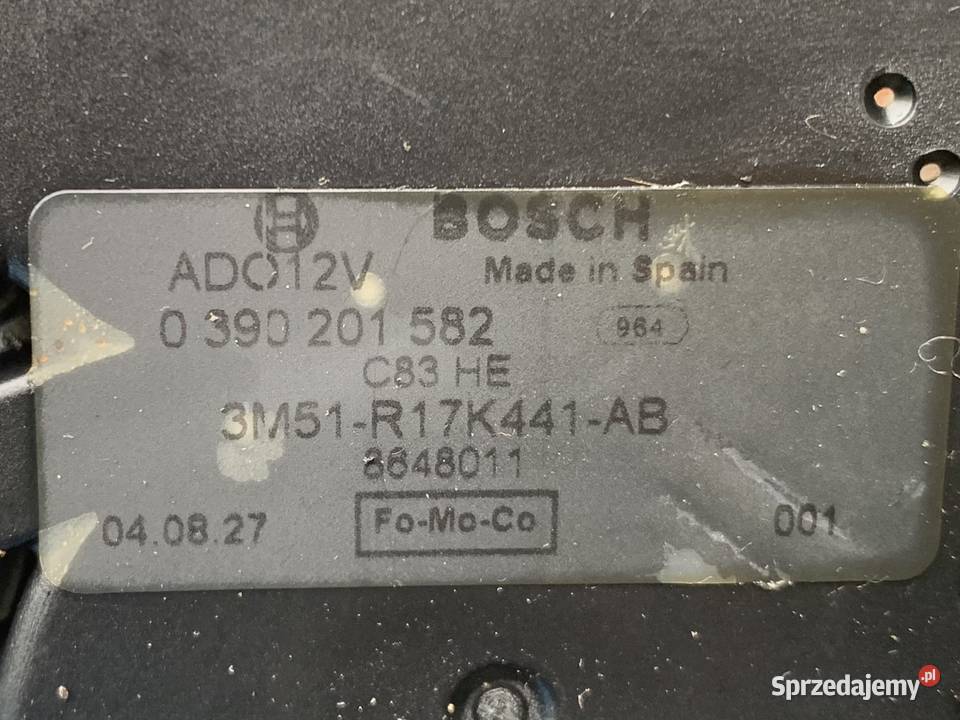 BOSCH
ADO12V
Made in Spain
0 390 201 582
964
C83 HE
3M51-R17K441-AB
8648011
04.08.27
Fo-Mo-Co
001
Sprzedajemy.pl